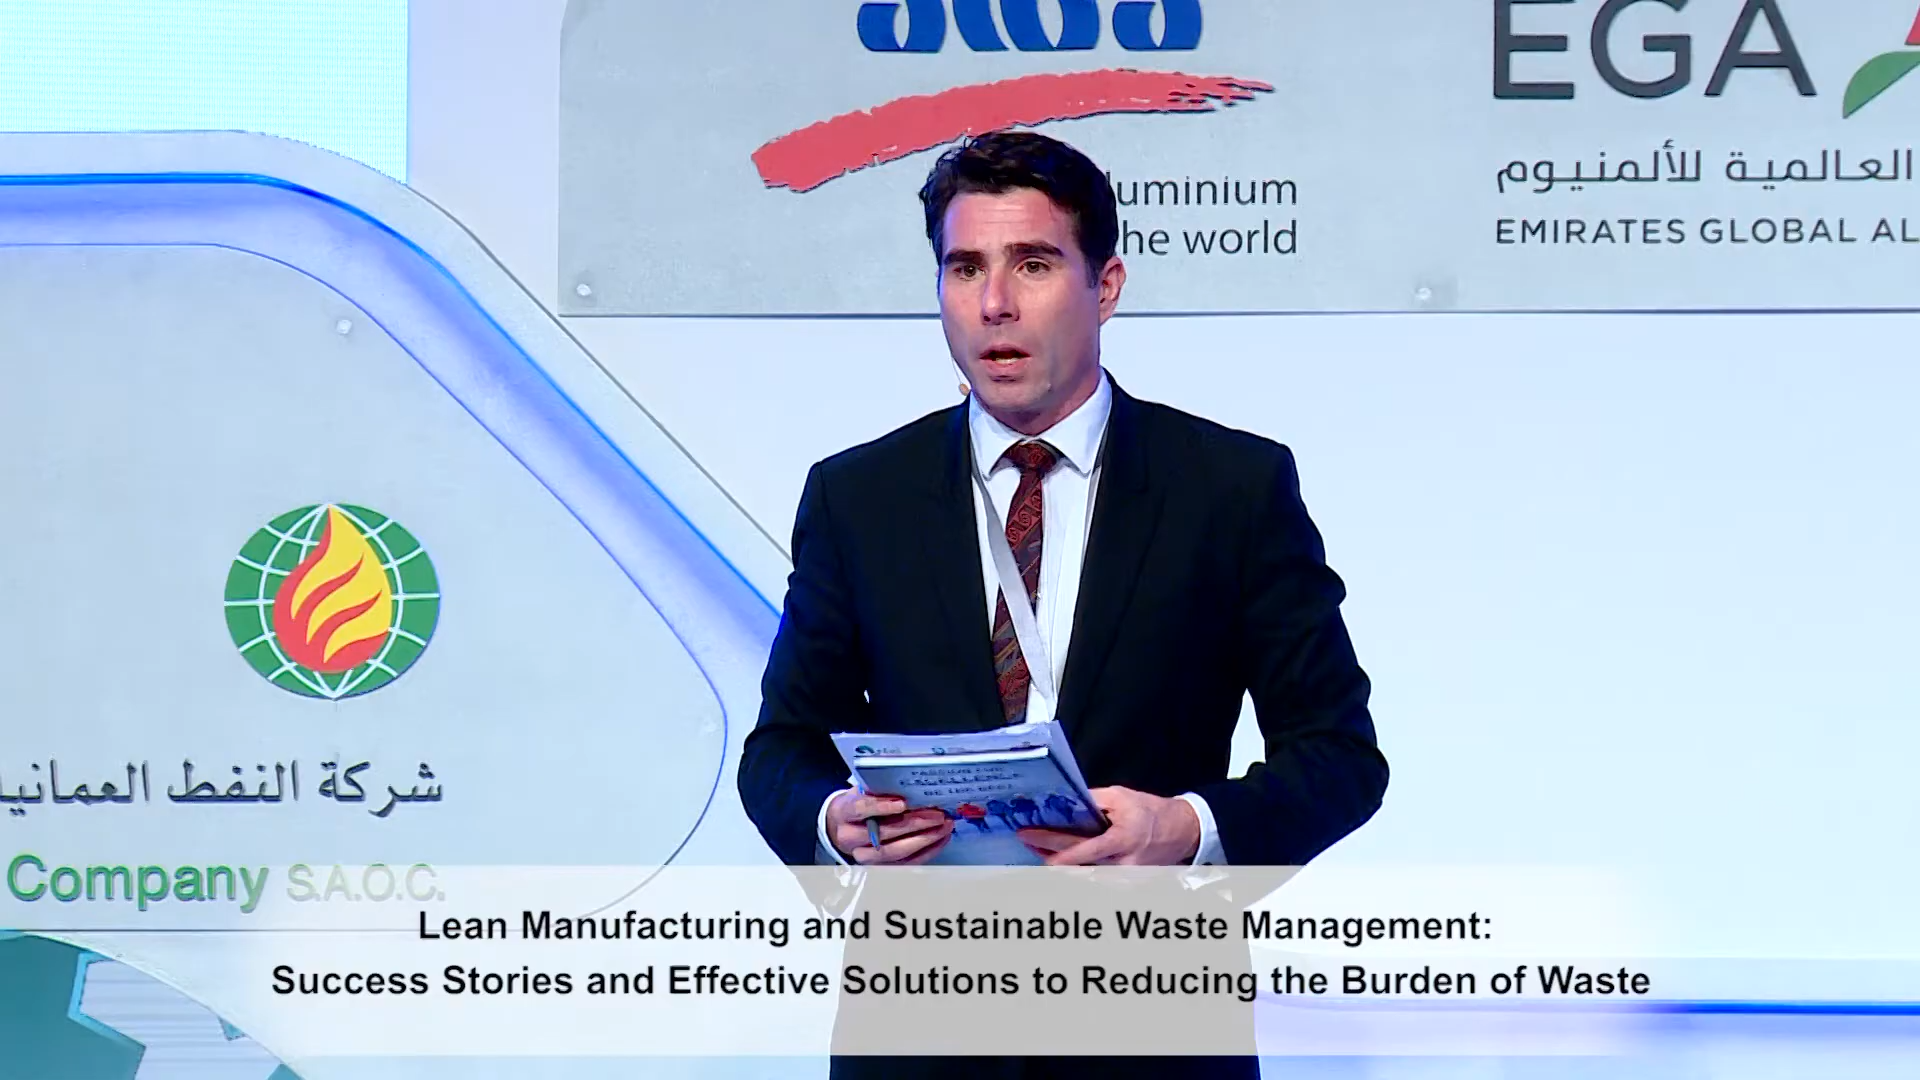 EGA
العالمية للألمنيوم
EMIRATES GLOBAL AL
luminium
he world
شركة النفط العمانية
Company S.A.O.C.
EXCELLENCE
Lean Manufacturing and Sustainable Waste Management:
Success Stories and Effective Solutions to Reducing the Burden of Waste